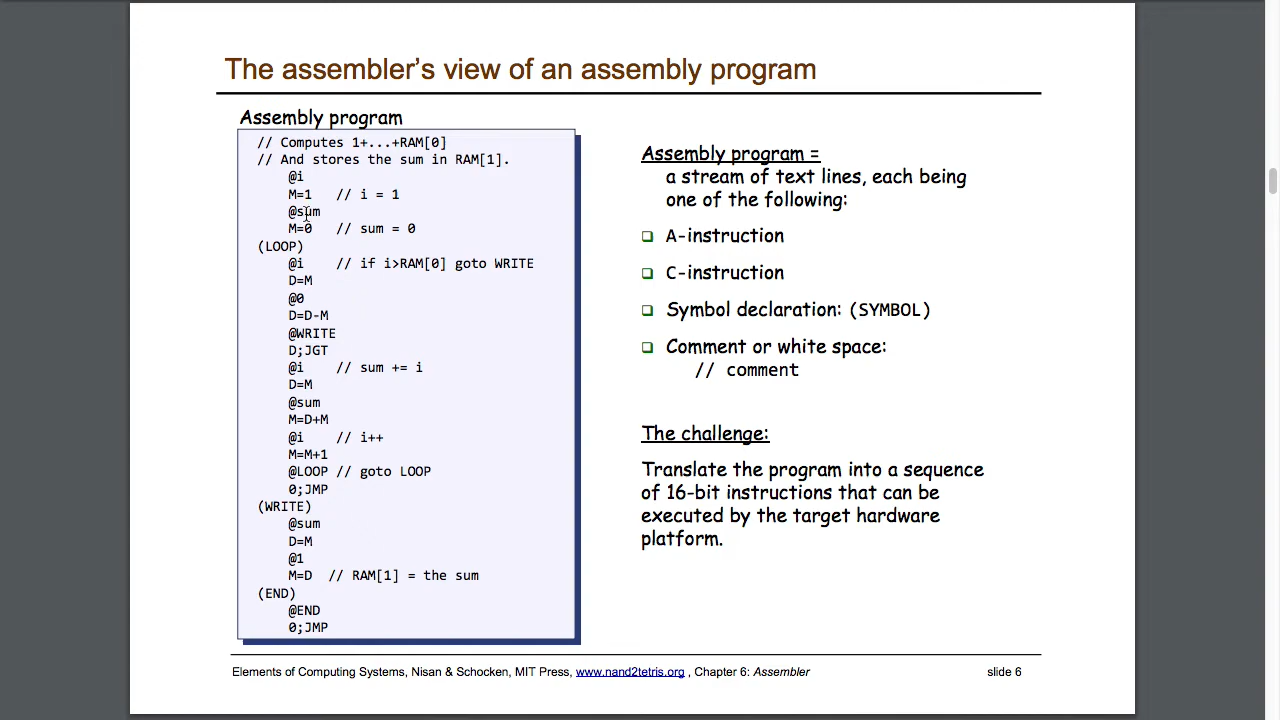 The assembler's view of an assembly program
Assembly program
// Computes 1+...+RAM[0]
// And stores the sum in RAM[1].
@i
M=1 // i = 1
@sum
M=0 // sum = 0
(LOOP)
@i // if i>RAM[0] goto WRITE
D=M
@0
D=D-M
@WRITE
D;JGT
@i // sum += i
D=M
@sum
M=D+M
@i // i++
M=M+1
@LOOP // goto LOOP
0;JMP
(WRITE)
@sum
D=M
@1
M=D // RAM[1] = the sum
(END)
@END
0;JMP
Assembly program =
a stream of text lines, each being
one of the following:
A-instruction
C-instruction
Symbol declaration: (SYMBOL)
Comment or white space:
// comment
The challenge:
Translate the program into a sequence
of 16-bit instructions that can be
executed by the target hardware
platform.
Elements of Computing Systems, Nisan & Schocken, MIT Press, www.nand2tetris.org , Chapter 6: Assembler
slide 6